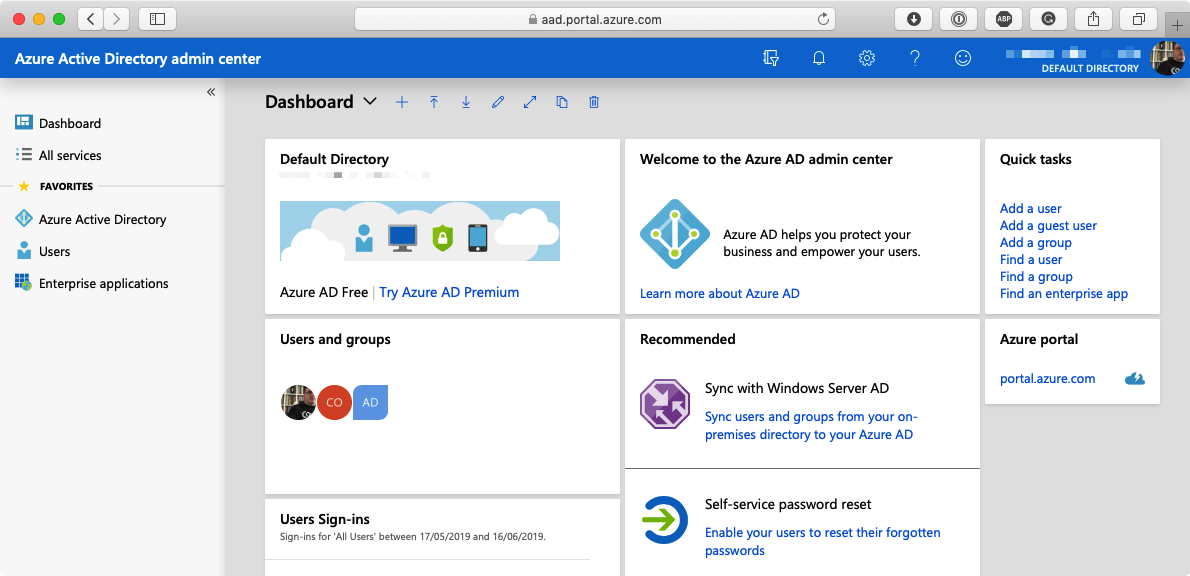 aad.portal.azure.com
ABP
Azure Active Directory admin center
DEFAULT DIRECTORY
Dashboard
All services
FAVORITES
Azure Active Directory
Users
Enterprise applications
Dashboard
Default Directory
Azure AD Free | Try Azure AD Premium
Welcome to the Azure AD admin center
Azure AD helps you protect your
business and empower your users.
Learn more about Azure AD
Quick tasks
Add a user
Add a guest user
Add a group
Find a user
Find a group
Find an enterprise app
Users and groups
CO
AD
Recommended
Sync with Windows Server AD
Sync users and groups from your on-
premises directory to your Azure AD
Azure portal
portal.azure.com
Users Sign-ins
Sign-ins for 'All Users' between 17/05/2019 and 16/06/2019.
Self-service password reset
Enable your users to reset their forgotten
passwords